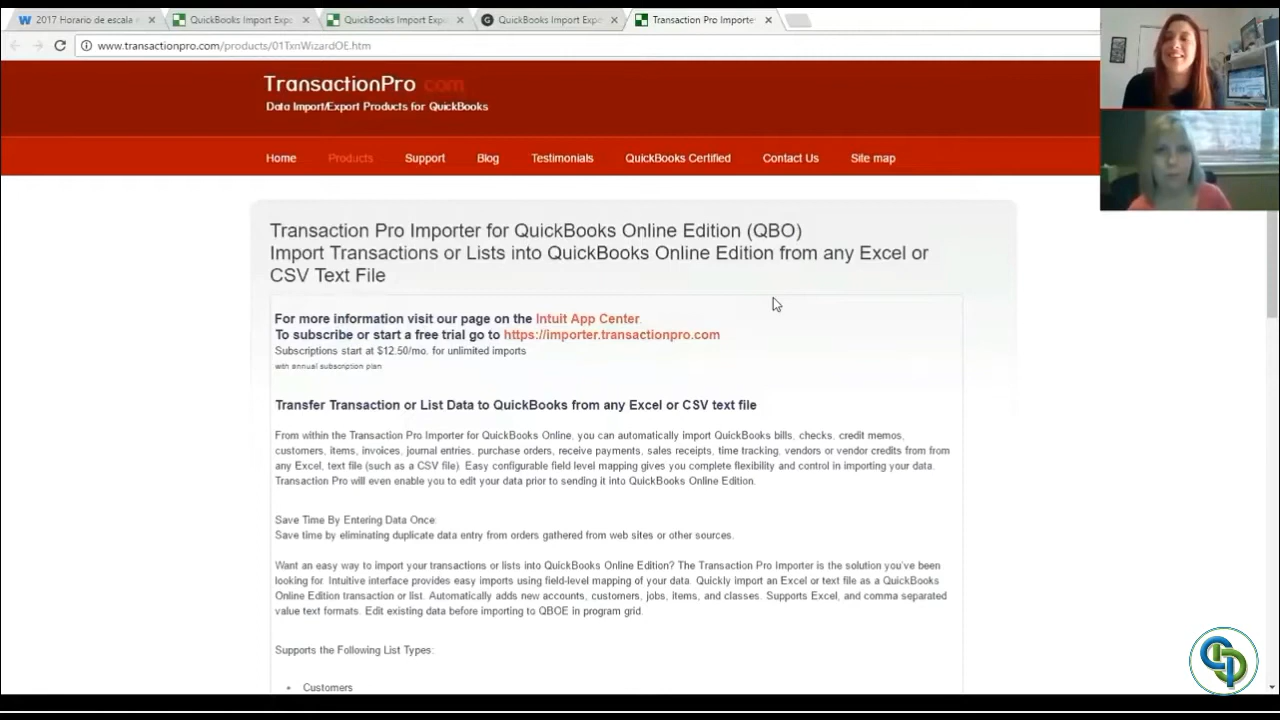 2017 Horario de escala
QuickBooks Import Exp
QuickBooks Import Exp
QuickBooks Import Expo
Transaction Pro Importe
www.transactionpro.com/products/01TxnWizardOE.htm
TransactionPro com
Data Import/Export Products for QuickBooks
Home Products Support Blog Testimonials QuickBooks Certified Contact Us Site map
Transaction Pro Importer for QuickBooks Online Edition (QBO)
Import Transactions or Lists into QuickBooks Online Edition from any Excel or
CSV Text File
For more information visit our page on the Intuit App Center.
To subscribe or start a free trial go to https://importer.transactionpro.com
Subscriptions start at $12.50/mo. for unlimited imports
with annual subscription plan
Transfer Transaction or List Data to QuickBooks from any Excel or CSV text file
From within the Transaction Pro Importer for QuickBooks Online, you can automatically import QuickBooks bills, checks, credit memos,
customers, items, invoices, journal entries, purchase orders, receive payments, sales receipts, time tracking, vendors or vendor credits from from
any Excel, text file (such as a CSV file). Easy configurable field level mapping gives you complete flexibility and control in importing your data.
Transaction Pro will even enable you to edit your data prior to sending it into QuickBooks Online Edition.
Save Time By Entering Data Once:
Save time by eliminating duplicate data entry from orders gathered from web sites or other sources.
Want an easy way to import your transactions or lists into QuickBooks Online Edition? The Transaction Pro Importer is the solution you've been
looking for. Intuitive interface provides easy imports using field-level mapping of your data. Quickly import an Excel or text file as a QuickBooks
Online Edition transaction or list. Automatically adds new accounts, customers, jobs, items, and classes. Supports Excel, and comma separated
value text formats. Edit existing data before importing to QBOE in program grid.
Supports the Following List Types:
• Customers